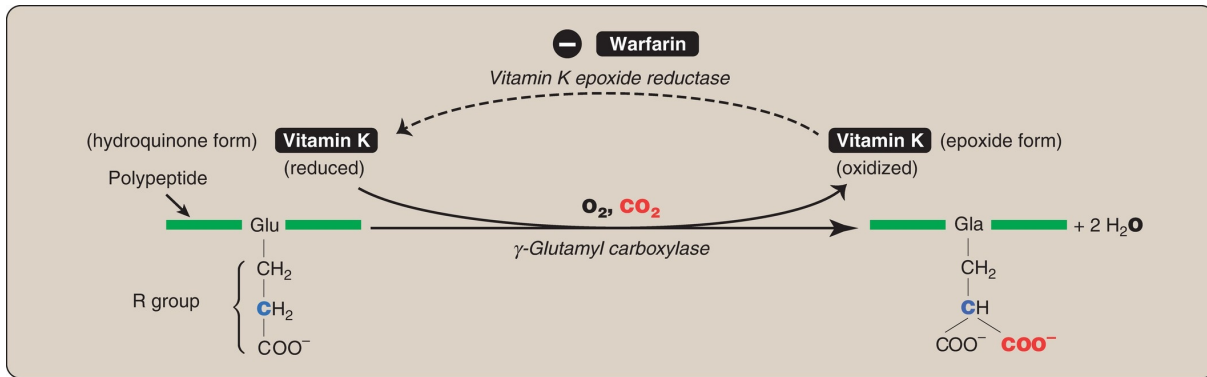 − Warfarin
Vitamin K epoxide reductase
(hydroquinone form) Vitamin K
(reduced)
Vitamin K (epoxide form)
(oxidized)
Polypeptide
O₂, CO₂
Glu
γ-Glutamyl carboxylase
Gla + 2 H₂O
R group
CH₂
CH₂
COO⁻
CH₂
CH
COO⁻ COO⁻